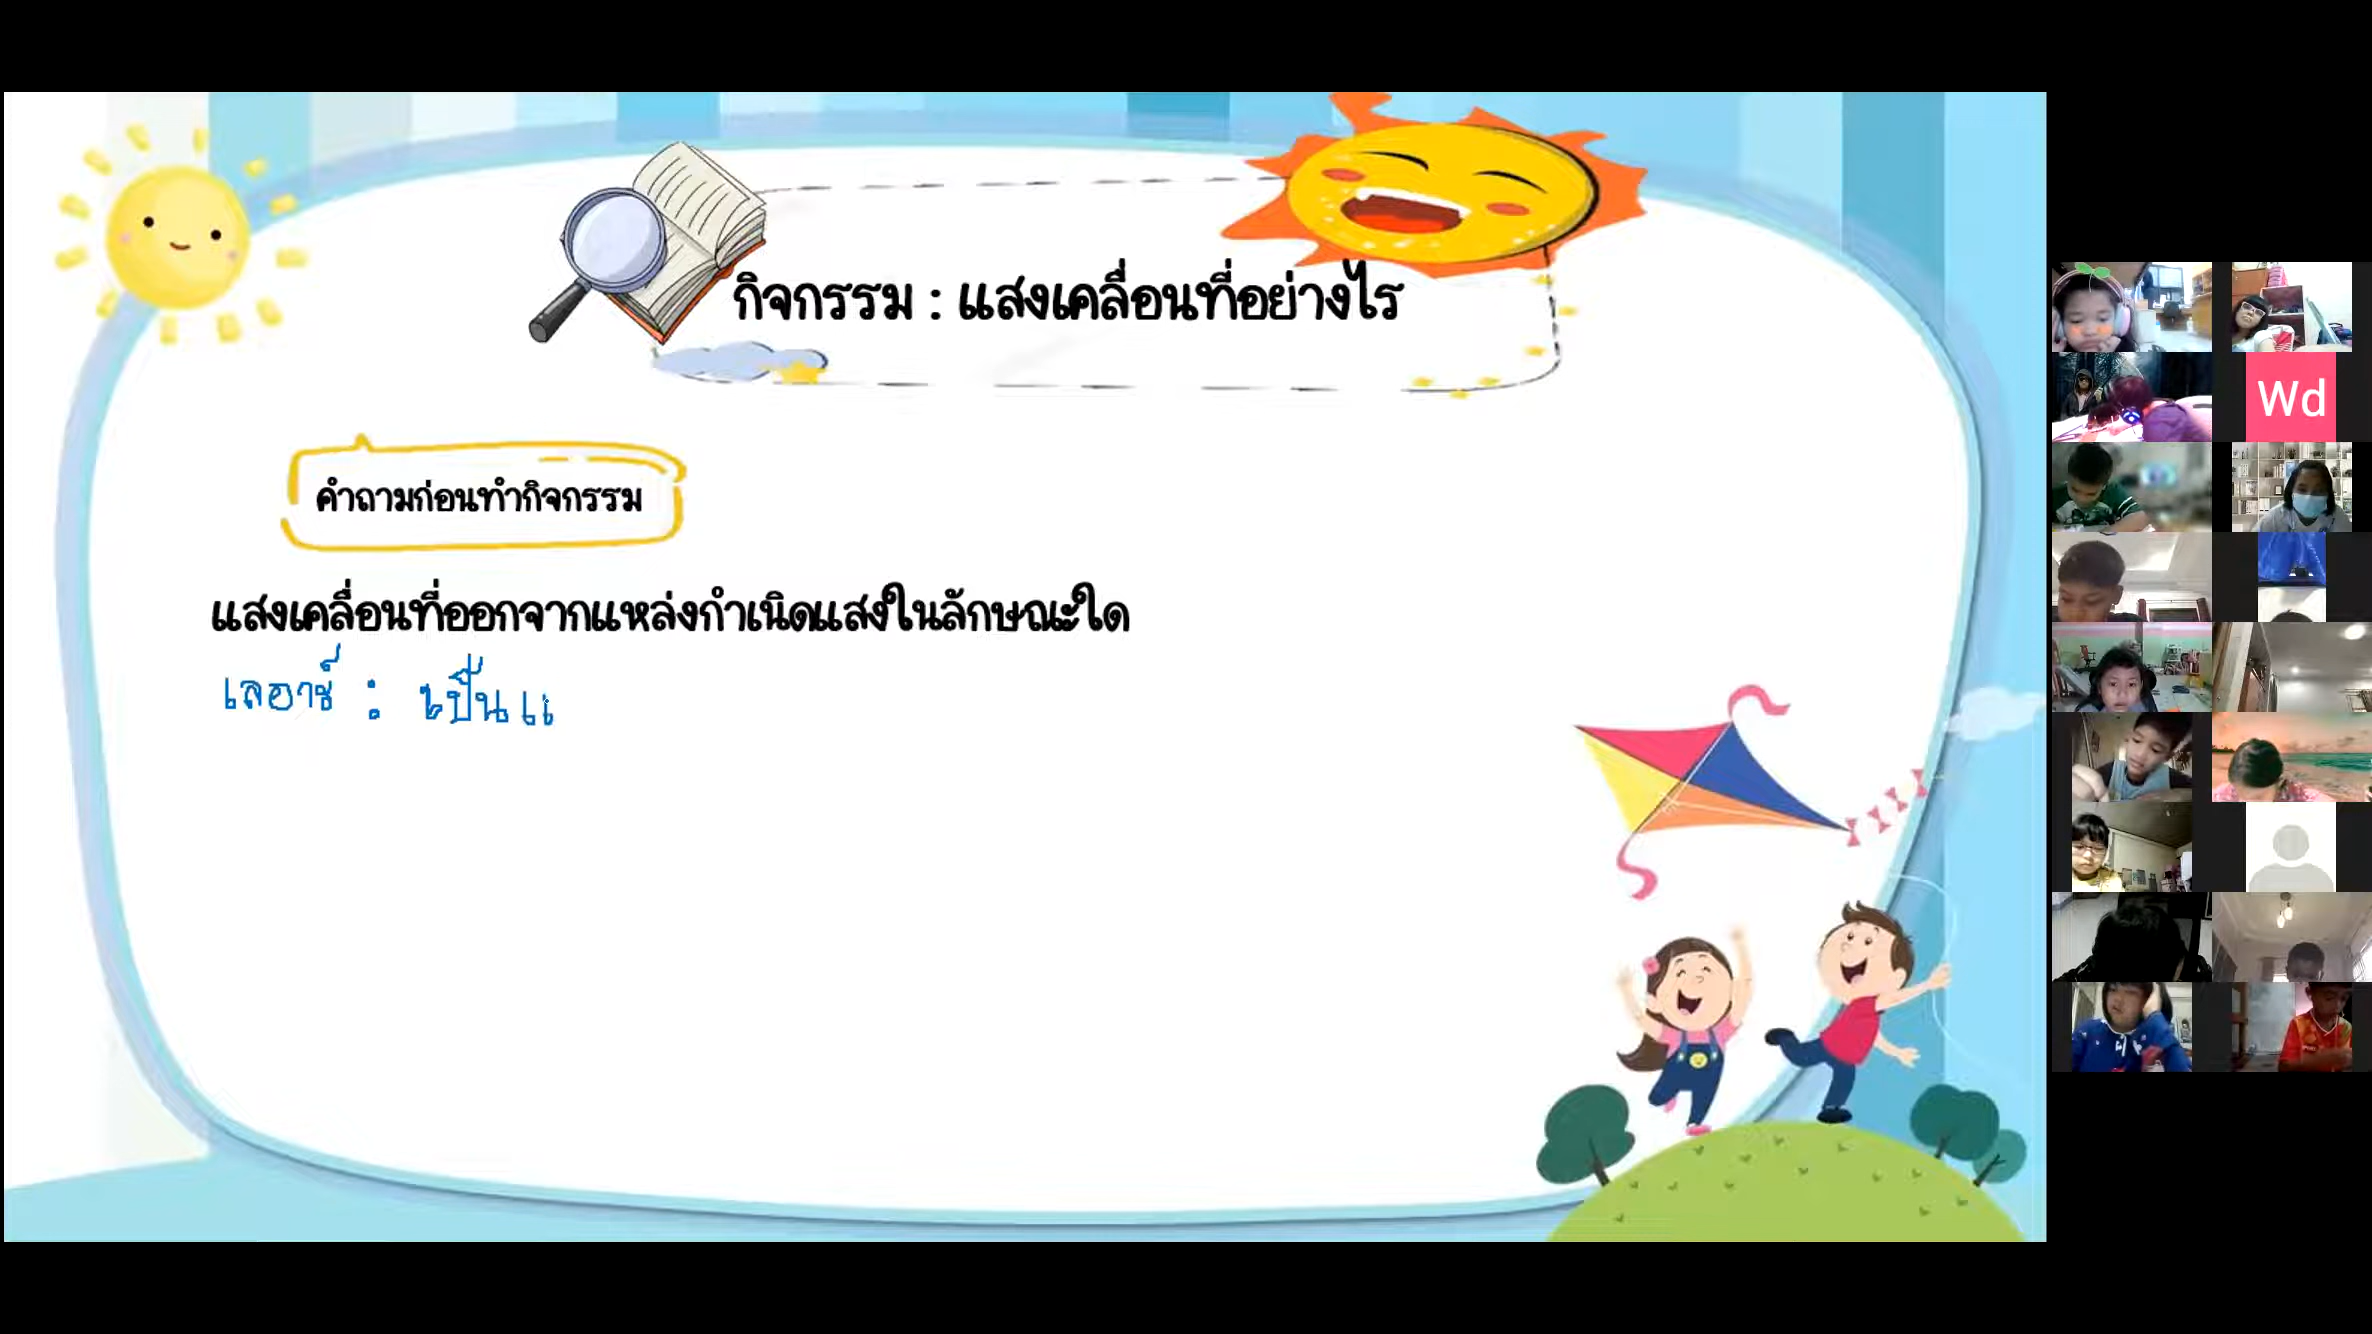 กิจกรรม : แสงเคลื่อนที่อย่างไร
คำถามก่อนทำกิจกรรม
แสงเคลื่อนที่ออกจากแหล่งกำเนิดแสงในลักษณะใด
เลอาร์ : เป็นแ
Wd